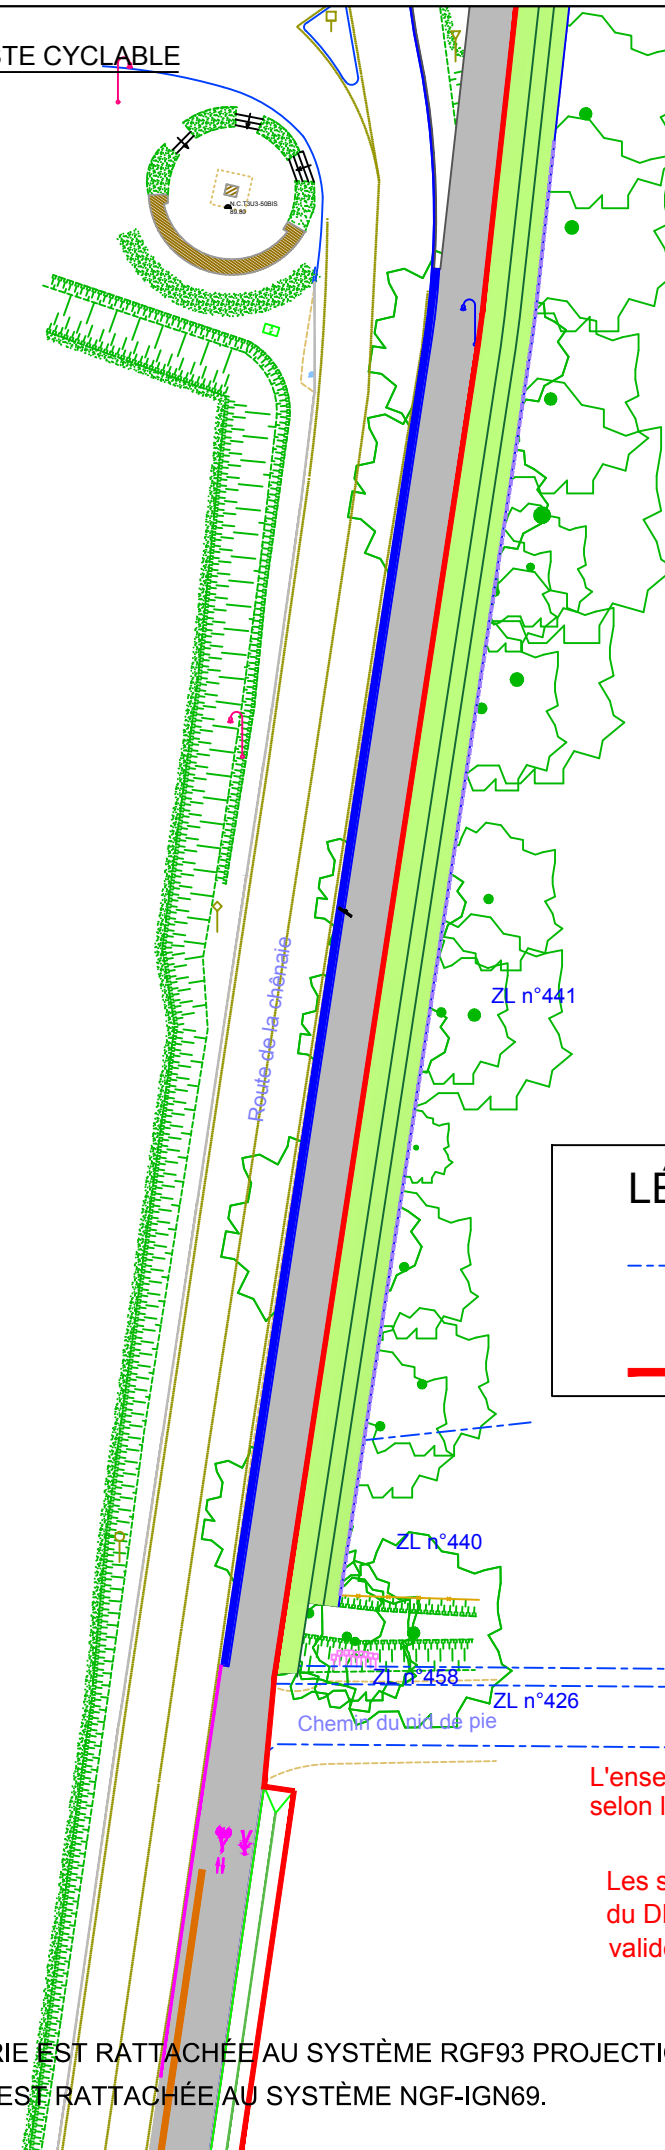 STE CYCLABLE
N.C.T3U3-50BIS
89.80
Route de la chênaie
ZL n°441
LÉ
ZL n°440
ZL n°458
ZL n°426
Chemin du nid de pie
L'ense
selon l
Les s
du D
valide
RIE EST RATTACHÉE AU SYSTÈME RGF93 PROJECTI
EST RATTACHÉE AU SYSTÈME NGF-IGN69.